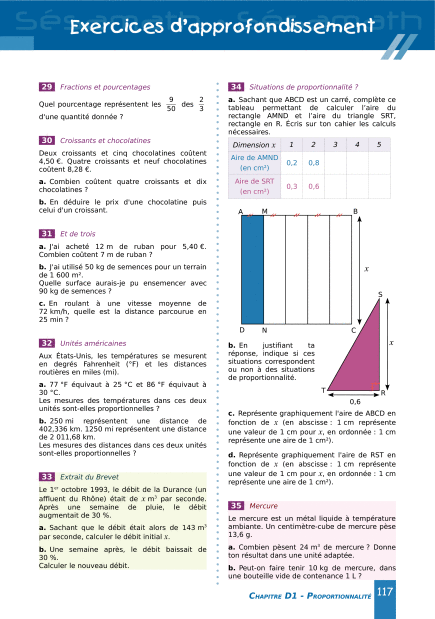 Sésamath Sésamath
Exercices d'approfondissement
29 Fractions et pourcentages
Quel pourcentage représentent les 9/50 des 2/3
d'une quantité donnée ?
30 Croissants et chocolatines
Deux croissants et cinq chocolatines coûtent
4,50 €. Quatre croissants et neuf chocolatines
coûtent 8,28 €.
a. Combien coûtent quatre croissants et dix
chocolatines ?
b. En déduire le prix d'une chocolatine puis
celui d'un croissant.
31 Et de trois
a. J'ai acheté 12 m de ruban pour 5,40 €.
Combien coûtent 7 m de ruban ?
b. J'ai utilisé 50 kg de semences pour un terrain
de 1 600 m².
Quelle surface aurais-je pu ensemencer avec
90 kg de semences ?
c. En roulant à une vitesse moyenne de
72 km/h, quelle est la distance parcourue en
25 min ?
32 Unités américaines
Aux États-Unis, les températures se mesurent
en degrés Fahrenheit (°F) et les distances
routières en miles (mi).
a. 77 °F équivaut à 25 °C et 86 °F équivaut à
30 °C.
Les mesures des températures dans ces deux
unités sont-elles proportionnelles ?
b. 250 mi représentent une distance de
402,336 km. 1250 mi représentent une distance
de 2 011,68 km.
Les mesures des distances dans ces deux unités
sont-elles proportionnelles ?
33 Extrait du Brevet
Le 1er octobre 1993, le débit de la Durance (un
affluent du Rhône) était de x m³ par seconde.
Après une semaine de pluie, le débit
augmentait de 30 %.
a. Sachant que le débit était alors de 143 m³
par seconde, calculer le débit initial x.
b. Une semaine après, le débit baissait de
30 %.
Calculer le nouveau débit.
34 Situations de proportionnalité ?
a. Sachant que ABCD est un carré, complète ce
tableau permettant de calculer l'aire du
rectangle AMND et l'aire du triangle SRT,
rectangle en R. Écris sur ton cahier les calculs
nécessaires.
Dimension x 1 2 3 4 5
Aire de AMND
(en cm²) 0,2 0,8
Aire de SRT
(en cm²) 0,3 0,6
A M B
x
S
D N C
x
T R
0,6
b. En justifiant ta
réponse, indique si ces
situations correspondent
ou non à des situations
de proportionnalité.
c. Représente graphiquement l'aire de ABCD en
fonction de x (en abscisse : 1 cm représente
une valeur de 1 cm pour x, en ordonnée : 1 cm
représente une aire de 1 cm²).
d. Représente graphiquement l'aire de RST en
fonction de x (en abscisse : 1 cm représente
une valeur de 1 cm pour x, en ordonnée : 1 cm
représente une aire de 1 cm²).
35 Mercure
Le mercure est un métal liquide à température
ambiante. Un centimètre-cube de mercure pèse
13,6 g.
a. Combien pèsent 24 m³ de mercure ? Donne
ton résultat dans une unité adaptée.
b. Peut-on faire tenir 10 kg de mercure, dans
une bouteille vide de contenance 1 L ?
Chapitre D1 - Proportionnalité 117